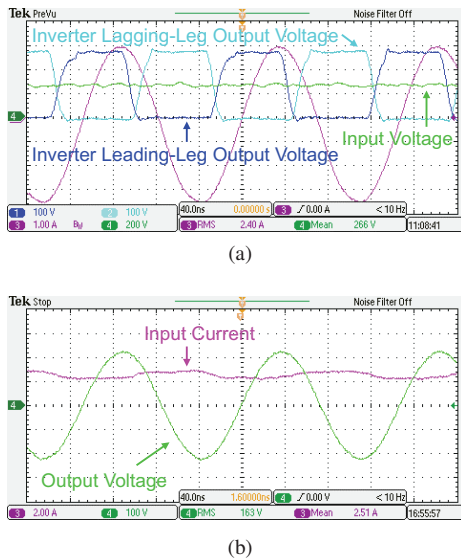 Tek PreVu Noise Filter Off
Inverter Lagging-Leg Output Voltage
4
Input Voltage
Inverter Leading-Leg Output Voltage
1 100 V 2 100 V 40.0ns 0.00000 s 3 0.00 A < 10 Hz
3 1.00 A By 4 200 V 3 RMS 2.40 A 4 Mean 266 V 11:08:41
(a)
Tek Stop Noise Filter Off
Input Current
4
Output Voltage
40.0ns 1.60000ns 4 0.00 V < 10 Hz
3 2.00 A 4 100 V 4 RMS 163 V 3 Mean 2.51 A 16:55:57
(b)